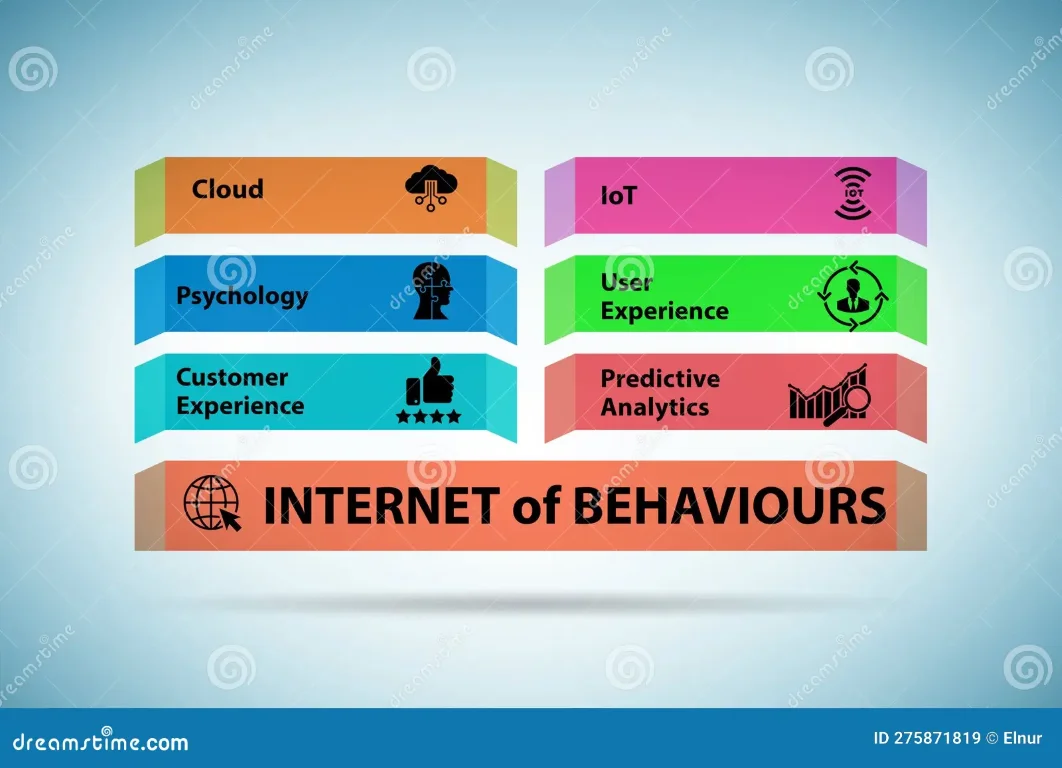 Cloud
IoT
IOT
Psychology
User
Experience
Customer
Experience
Predictive
Analytics
INTERNET of BEHAVIOURS
dreamstime.com
ID 275871819 © Elnur